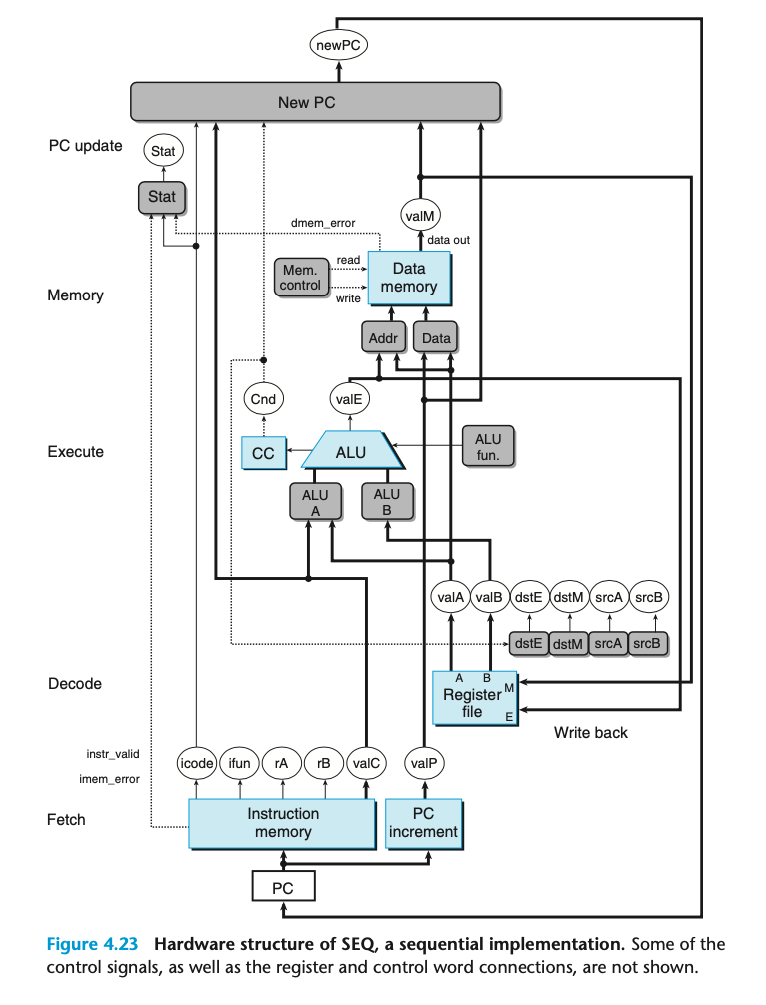 newPC
New PC
PC update
Stat
Stat
valM
dmem_error
data out
Mem.
control
read
write
Data
memory
Memory
Addr
Data
Cnd
valE
Execute
CC
ALU
ALU
fun.
ALU
A
ALU
B
valA
valB
dstE
dstM
srcA
srcB
dstE
dstM
srcA
srcB
Decode
A
B
M
Register
file
E
Write back
instr_valid
imem_error
icode
ifun
rA
rB
valC
valP
Fetch
Instruction
memory
PC
increment
PC
Figure 4.23 Hardware structure of SEQ, a sequential implementation. Some of the
control signals, as well as the register and control word connections, are not shown.